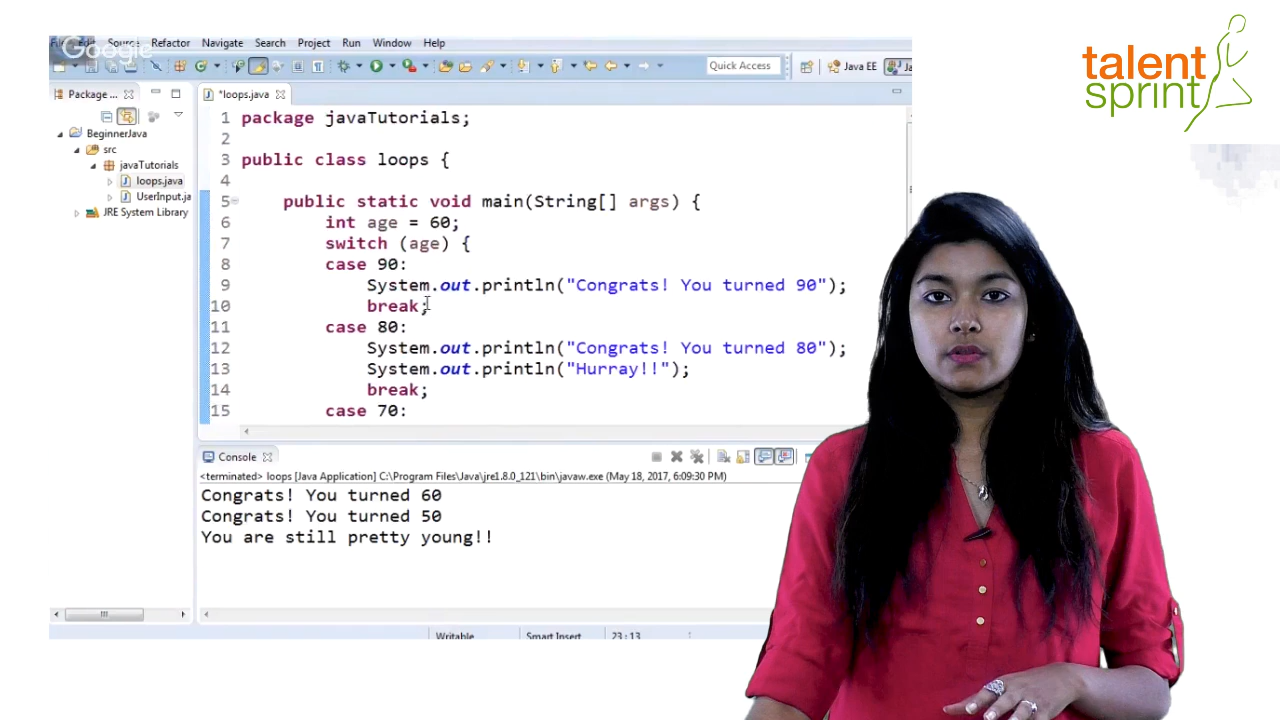 File Edit Source Refactor Navigate Search Project Run Window Help
Google
Quick Access
Java EE
Ja
Package ...
*loops.java
BeginnerJava
src
javaTutorials
loops.java
UserInput.ja
JRE System Library
1 package javaTutorials;
2
3 public class loops {
4
5 public static void main(String[] args) {
6 int age = 60;
7 switch (age) {
8 case 90:
9 System.out.println("Congrats! You turned 90");
10 break;
11 case 80:
12 System.out.println("Congrats! You turned 80");
13 System.out.println("Hurray!!");
14 break;
15 case 70:
Console
<terminated> loops [Java Application] C:\Program Files\Java\jre1.8.0_121\bin\javaw.exe (May 18, 2017, 6:09:30 PM)
Congrats! You turned 60
Congrats! You turned 50
You are still pretty young!!
Writable Smart Insert 23:13
talent
sprint